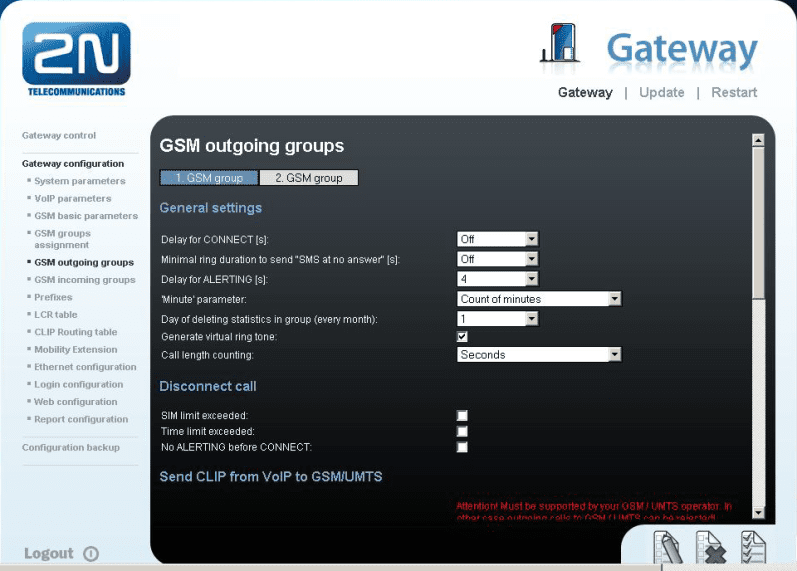 2N
TELECOMMUNICATIONS
Gateway
Gateway | Update | Restart
Gateway control
Gateway configuration
System parameters
VoIP parameters
GSM basic parameters
GSM groups
assignment
GSM outgoing groups
GSM incoming groups
Prefixes
LCR table
CLIP Routing table
Mobility Extension
Ethernet configuration
Login configuration
Web configuration
Report configuration
Configuration backup
Logout
GSM outgoing groups
1. GSM group 2. GSM group
General settings
Delay for CONNECT [s]: Off
Minimal ring duration to send "SMS at no answer" [s]: Off
Delay for ALERTING [s]: 4
'Minute' parameter: Count of minutes
Day of deleting statistics in group (every month): 1
Generate virtual ring tone:
Call length counting: Seconds
Disconnect call
SIM limit exceeded:
Time limit exceeded:
No ALERTING before CONNECT:
Send CLIP from VoIP to GSM/UMTS
Attention! Must be supported by your GSM / UMTS operator. In
other case outgoing calls to GSM / UMTS can be rejected!